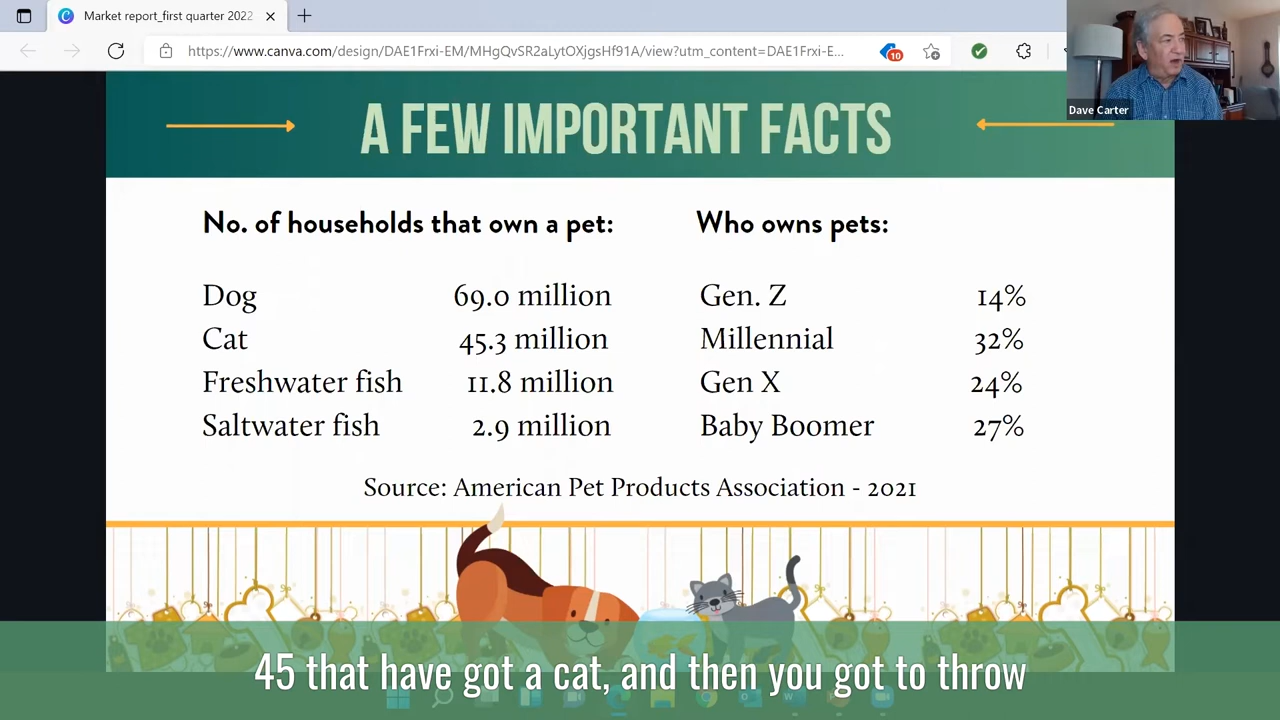 Market report_first quarter 2022
https://www.canva.com/design/DAE1Frxi-EM/MHgQvSR2aLytOXjgsHf91A/view?utm_content=DAE1Frxi-E...
10
Dave Carter
A FEW IMPORTANT FACTS
No. of households that own a pet:
Dog 69.0 million
Cat 45.3 million
Freshwater fish 11.8 million
Saltwater fish 2.9 million
Who owns pets:
Gen. Z 14%
Millennial 32%
Gen X 24%
Baby Boomer 27%
Source: American Pet Products Association - 2021
45 that have got a cat, and then you got to throw